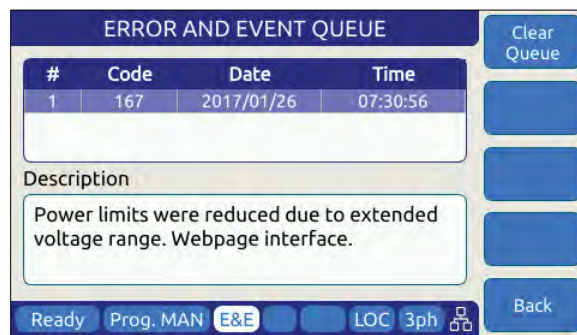 ERROR AND EVENT QUEUE
Clear
Queue
# Code Date Time
1 167 2017/01/26 07:30:56
Description
Power limits were reduced due to extended
voltage range. Webpage interface.
Back
Ready Prog. MAN E&E LOC 3ph